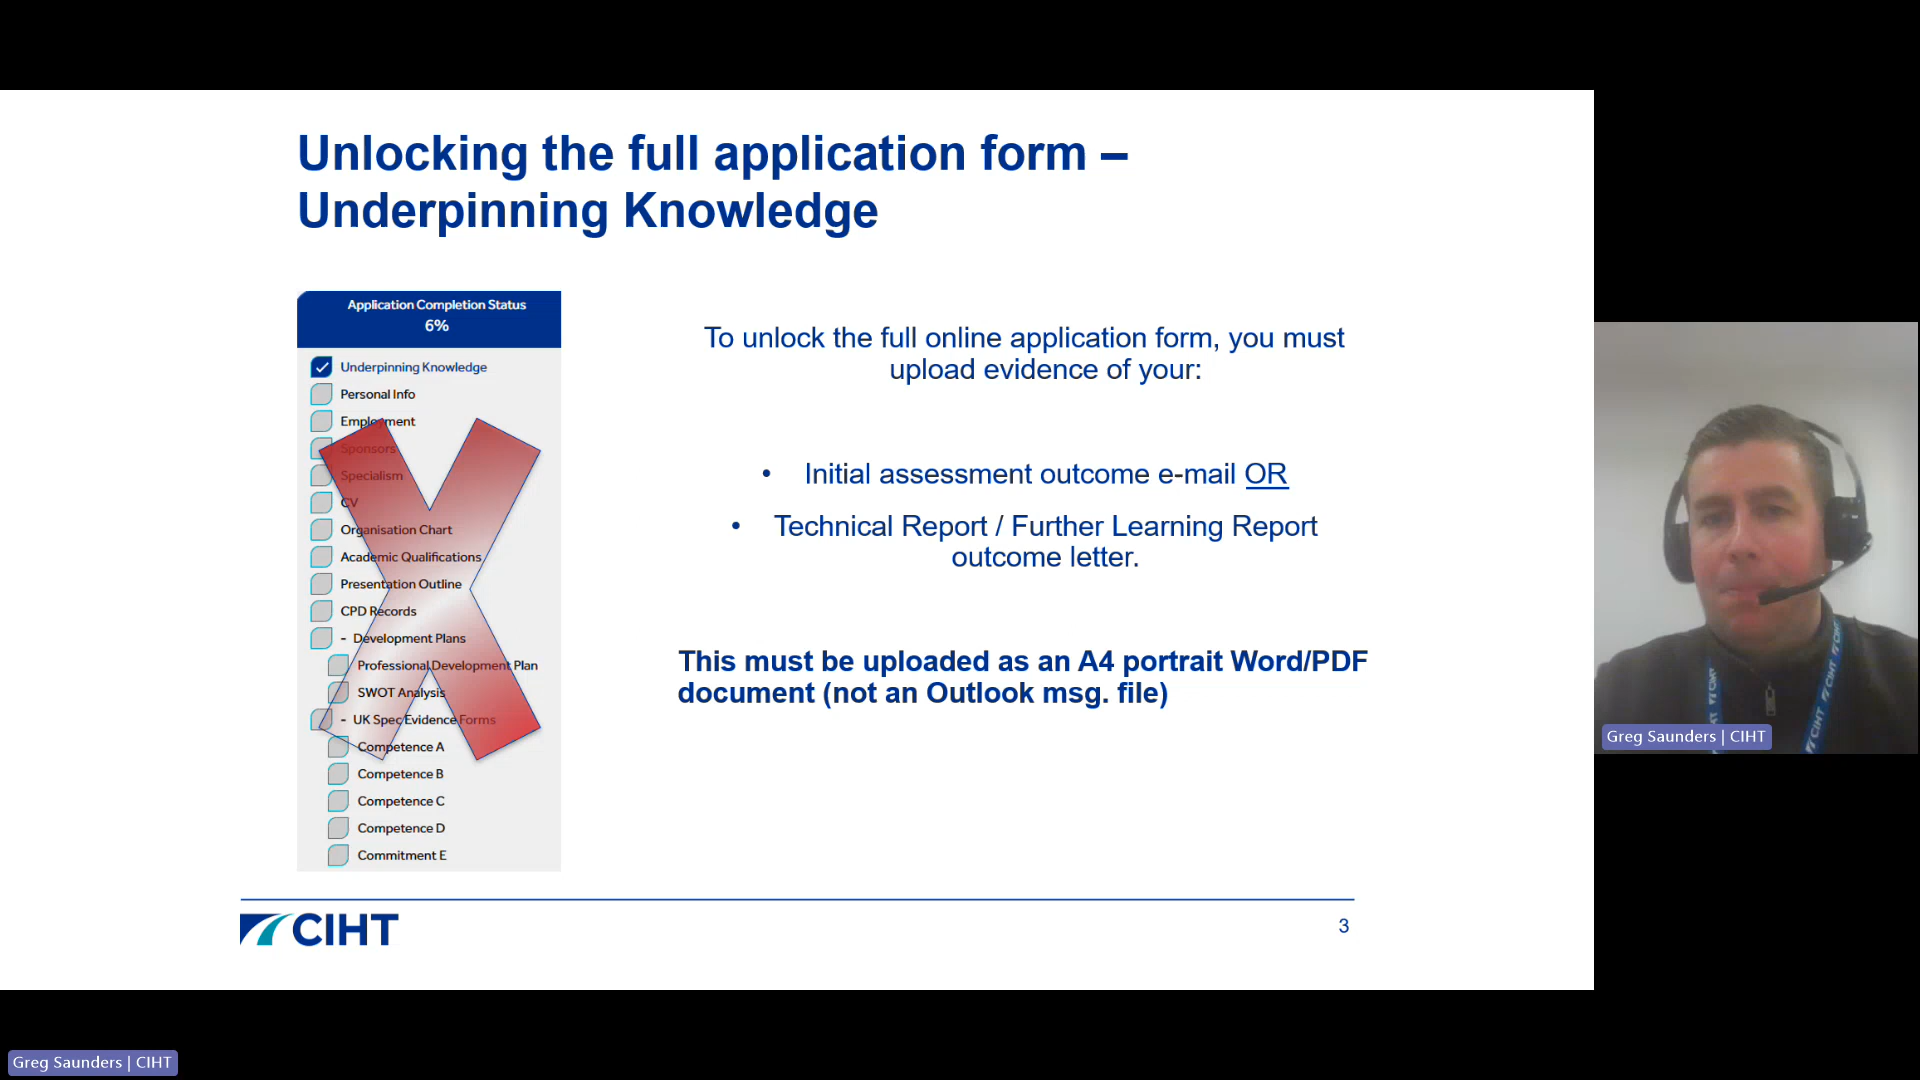 Unlocking the full application form –
Underpinning Knowledge
Application Completion Status
6%
Underpinning Knowledge
Personal Info
Employment
Sponsors
Specialism
CV
Organisation Chart
Academic Qualifications
Presentation Outline
CPD Records
- Development Plans
Professional Development Plan
SWOT Analysis
- UK Spec Evidence Forms
Competence A
Competence B
Competence C
Competence D
Commitment E
To unlock the full online application form, you must
upload evidence of your:
• Initial assessment outcome e-mail OR
• Technical Report / Further Learning Report
outcome letter.
This must be uploaded as an A4 portrait Word/PDF
document (not an Outlook msg. file)
CIHT
3
CIHT
CIHT
CIHT
Greg Saunders | CIHT
Greg Saunders | CIHT